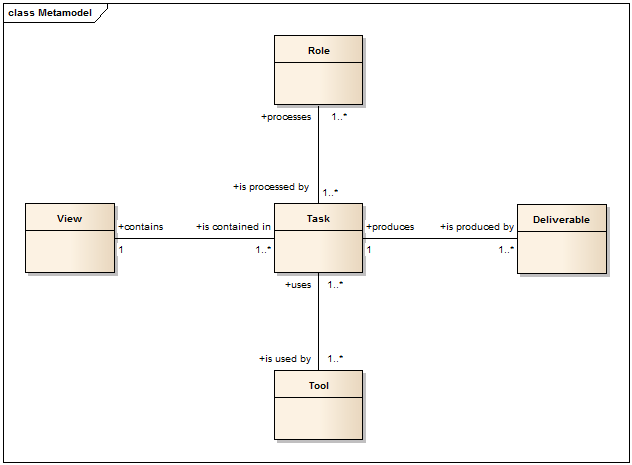 class Metamodel
Role
+processes 1..*
+is processed by 1..*
View
+contains
1
+is contained in
1..*
Task
+produces
1
+is produced by
1..*
Deliverable
+uses 1..*
+is used by 1..*
Tool